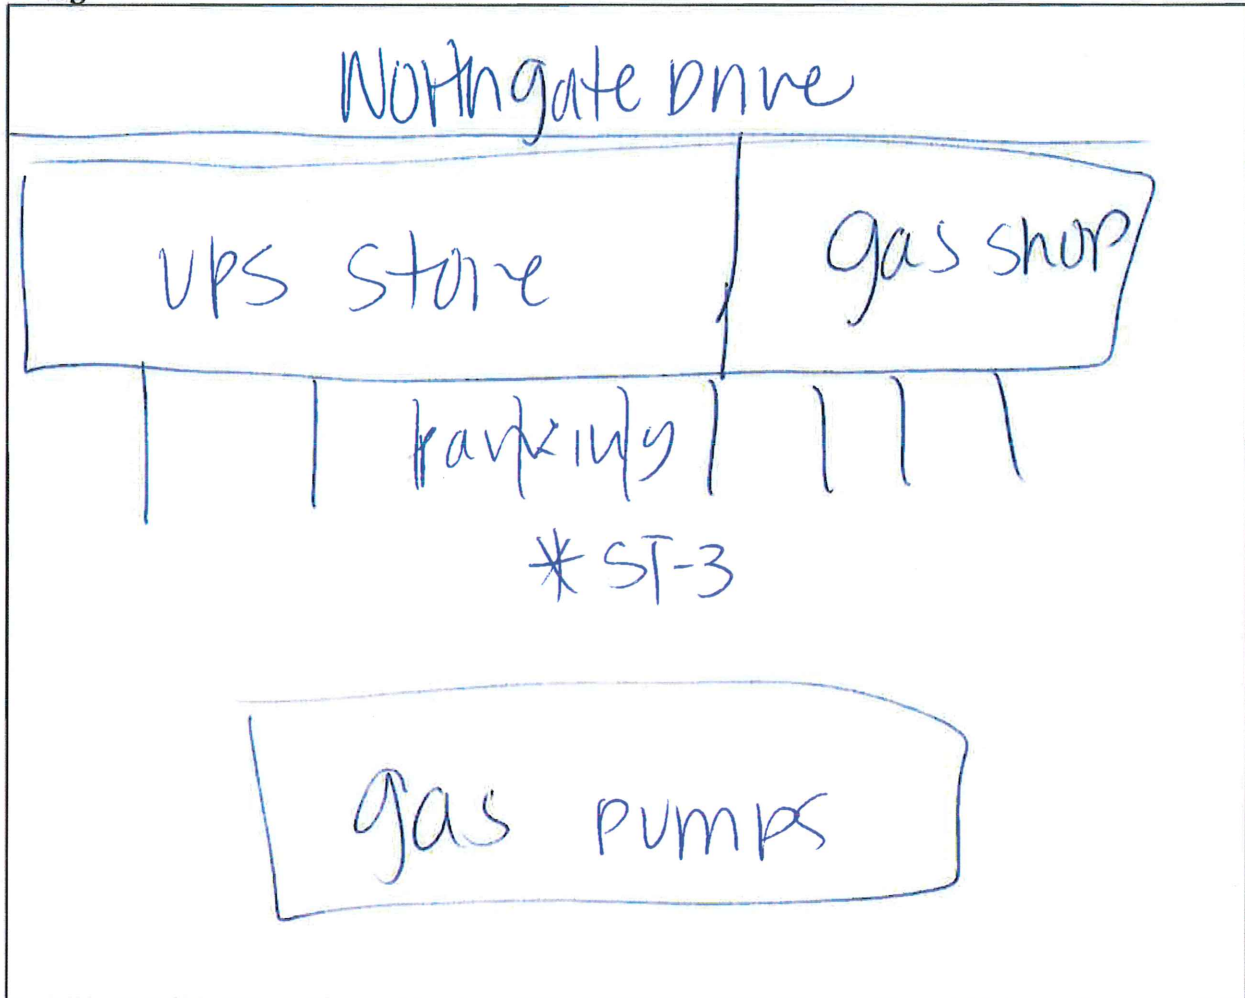 Northgate Drive
UPS store
gas shop
parking
* ST-3
gas pumps